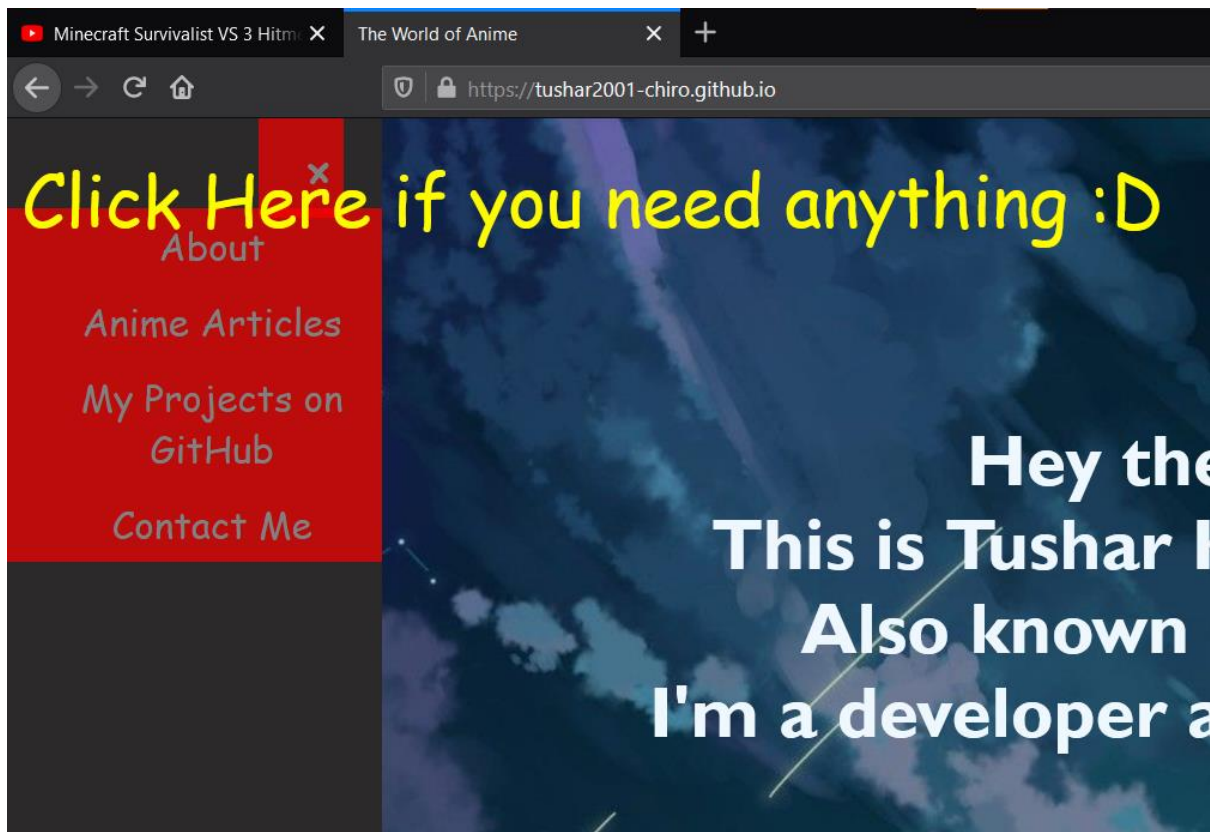 Minecraft Survivalist VS 3 Hitm
The World of Anime
https://tushar2001-chiro.github.io
Click Here if you need anything :D
About
Anime Articles
My Projects on
GitHub
Contact Me
Hey the
This is Tushar
Also known
I'm a developer a